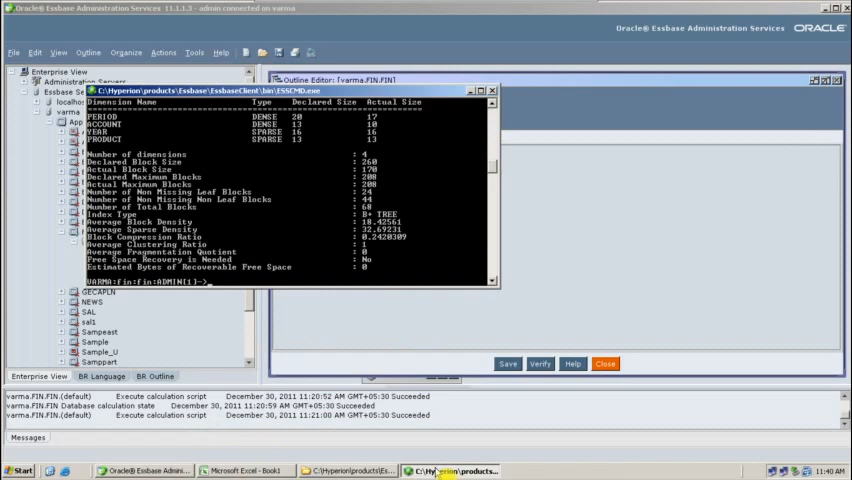 Oracle® Essbase Administration Services 11.1.1.3 - admin connected on varma
Oracle® Essbase Administration Services ORACLE®
File Edit View Outline Organize Actions Tools Help
Enterprise View
Administration Servers
Outline Editor: [varma.FIN.FIN]
C:\Hyperion\products\Essbase\EssbaseClient\bin\ESSCMD.exe
Dimension Name Type Declared Size Actual Size
PERIOD DENSE 20 17
ACCOUNT DENSE 13 10
YEAR SPARSE 16 16
PRODUCT SPARSE 13 13
Number of dimensions : 4
Declared Block Size : 260
Actual Block Size : 170
Declared Maximum Blocks : 208
Actual Maximum Blocks : 208
Number of Non Missing Leaf Blocks : 24
Number of Non Missing Non Leaf Blocks : 44
Number of Total Blocks : 68
Index Type : B+ TREE
Average Block Density : 18.42561
Average Sparse Density : 32.69231
Block Compression Ratio : 0.2420309
Average Clustering Ratio : 1
Average Fragmentation Quotient : 0
Free Space Recovery is Needed : No
Estimated Bytes of Recoverable Free Space : 0
VARMA:fin:fin:ADMIN[1]->_
Essbase Se
localhos
varma
App
GECAPLN
NEWS
SAL
sal1
Sampeast
Sample
Sample_U
Samppart
Save Verify Help Close
Enterprise View BR Language BR Outline
varma.FIN.FIN.(default) Execute calculation script December 30, 2011 11:20:52 AM GMT+05:30 Succeeded
varma.FIN.FIN Database calculation state December 30, 2011 11:20:59 AM GMT+05:30 Succeeded
varma.FIN.FIN.(default) Execute calculation script December 30, 2011 11:21:00 AM GMT+05:30 Succeeded
Messages
Start Oracle® Essbase Admini... Microsoft Excel - Book1 C:\Hyperion\products\Es... C:\Hyperion\products... 11:40 AM